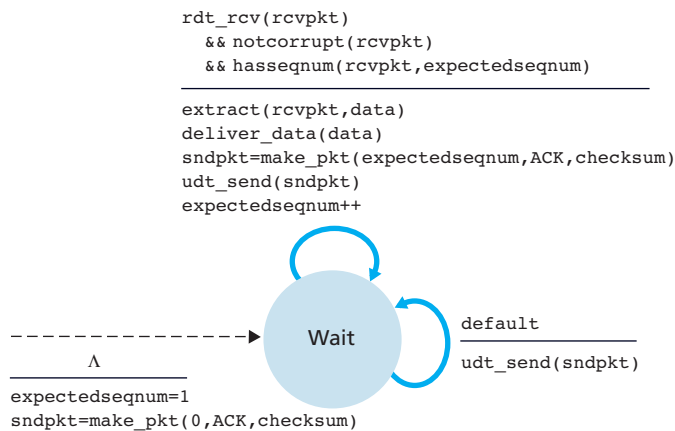 rdt_rcv(rcvpkt)
&& notcorrupt(rcvpkt)
&& hasseqnum(rcvpkt,expectedseqnum)
extract(rcvpkt,data)
deliver_data(data)
sndpkt=make_pkt(expectedseqnum,ACK,checksum)
udt_send(sndpkt)
expectedseqnum++
Wait
default
udt_send(sndpkt)
Λ
expectedseqnum=1
sndpkt=make_pkt(0,ACK,checksum)